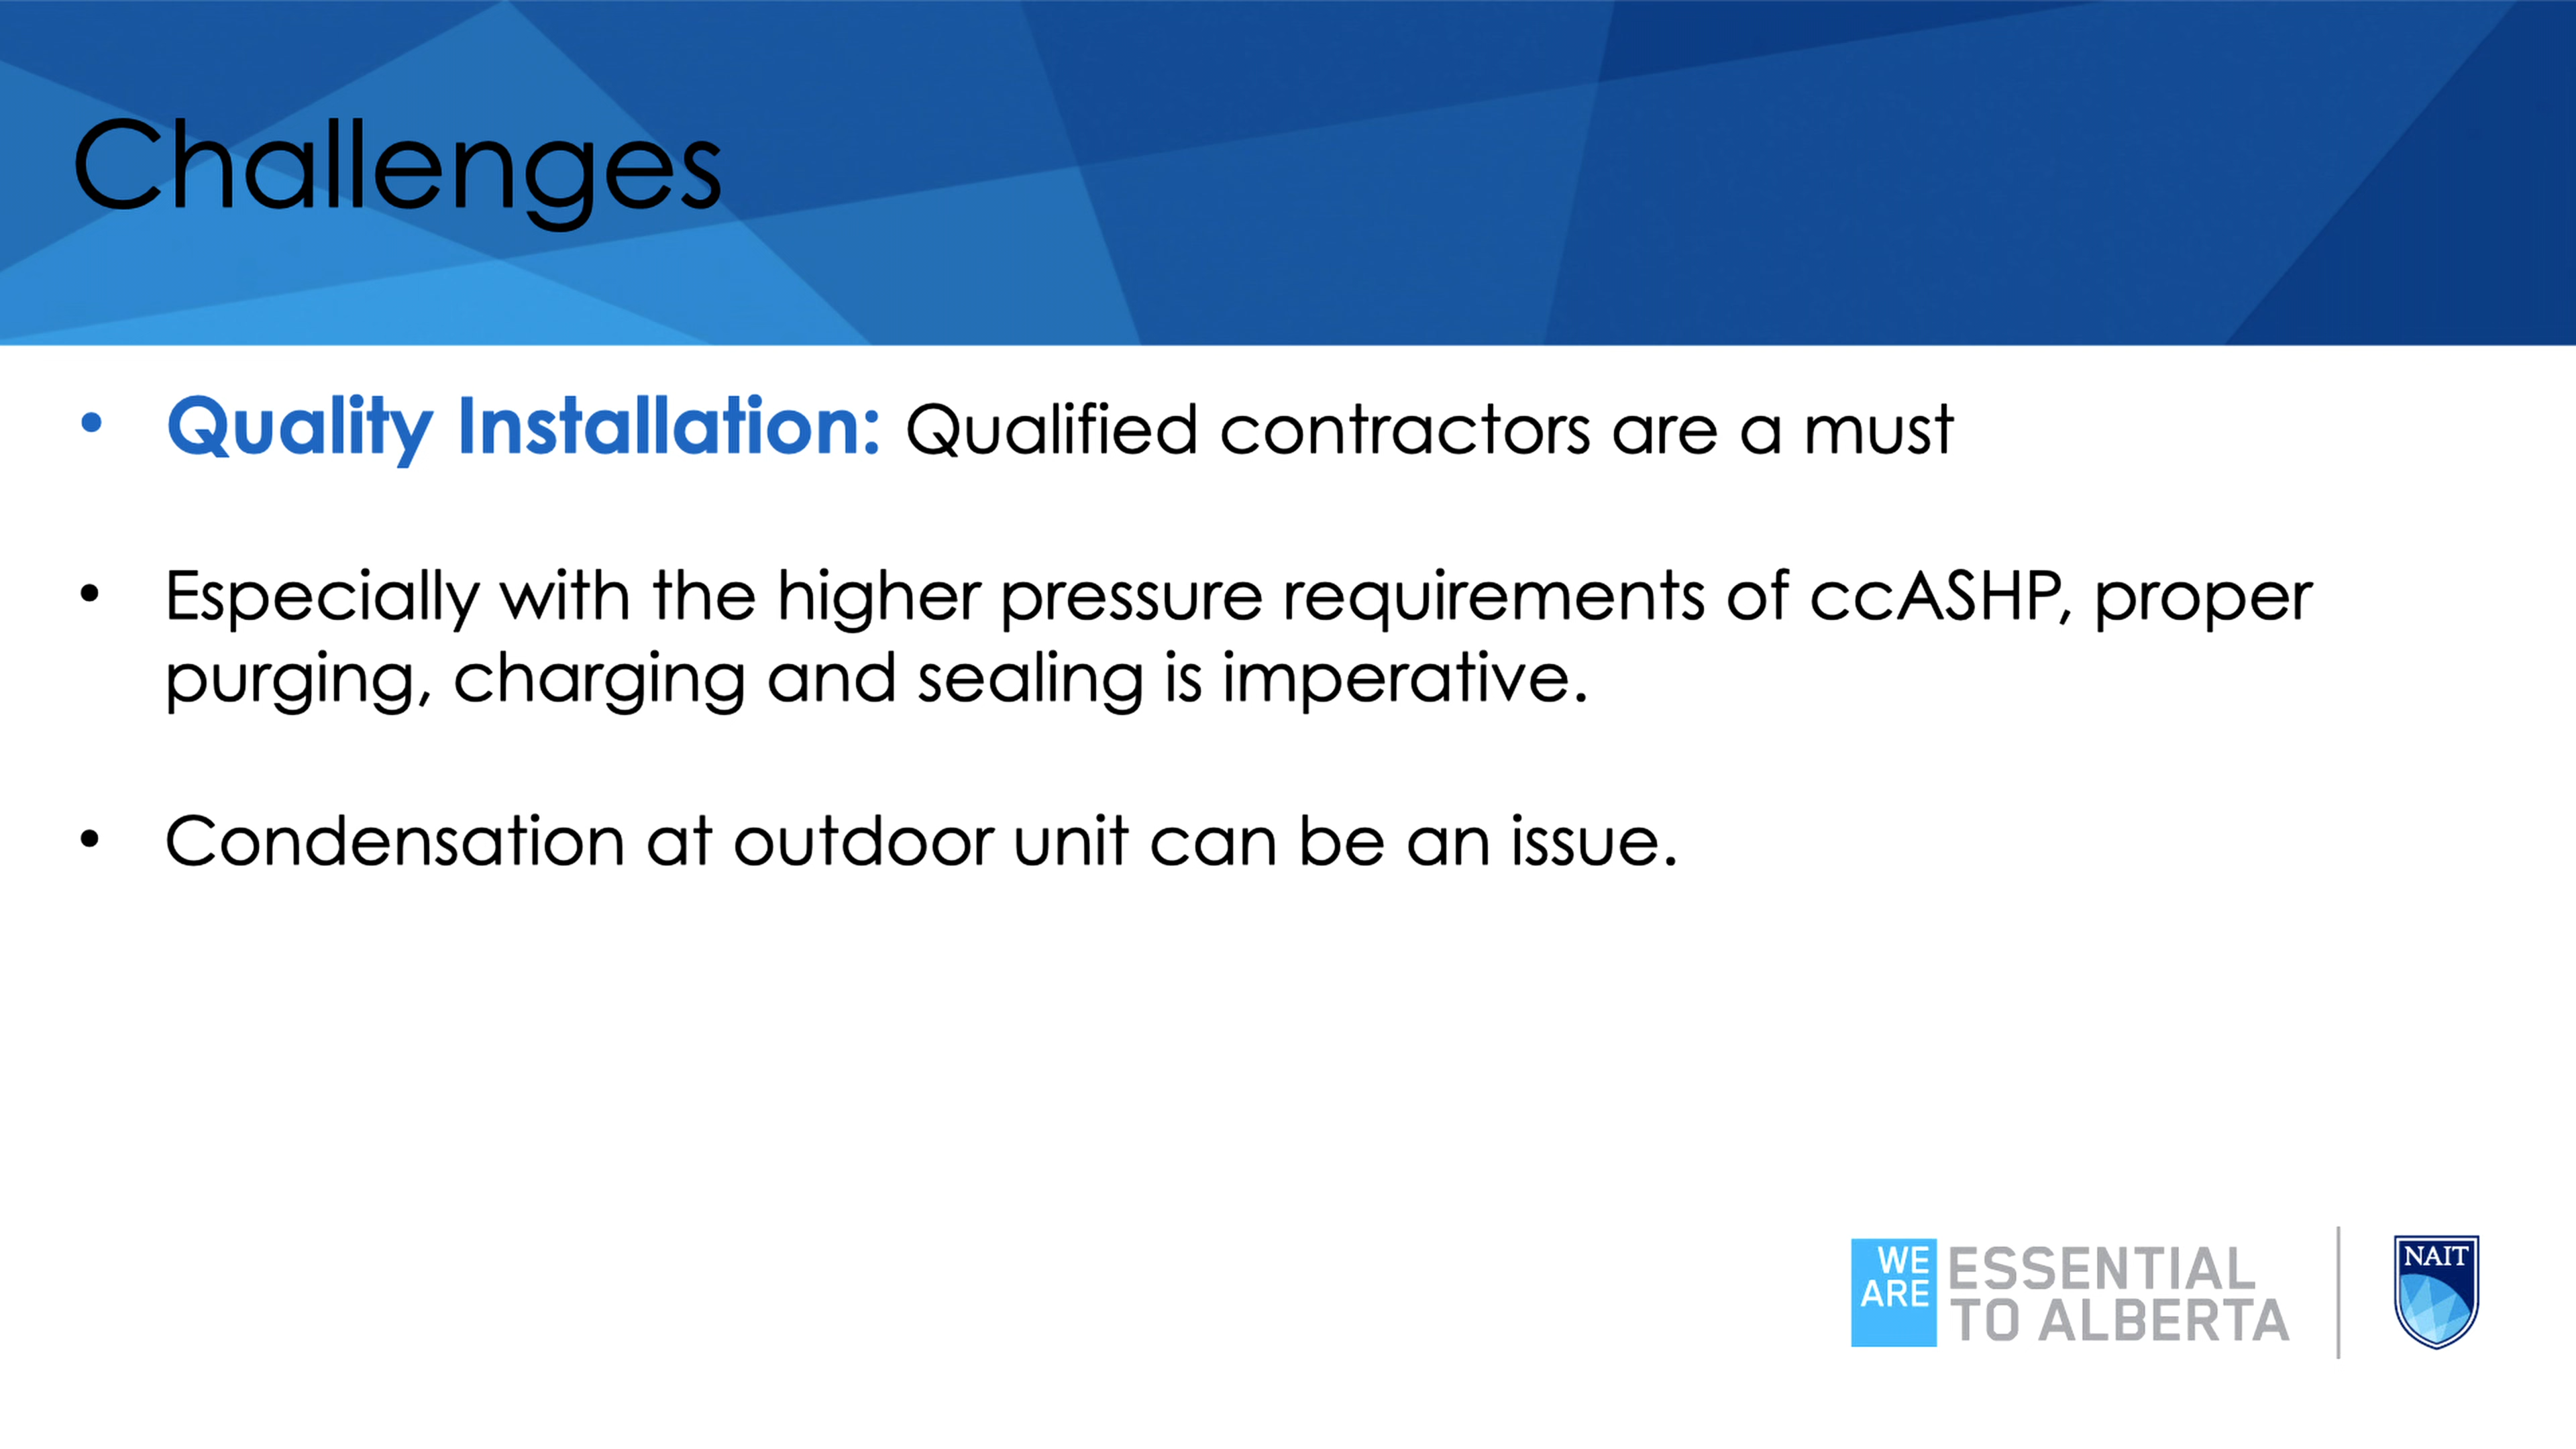 Challenges
• Quality Installation: Qualified contractors are a must
• Especially with the higher pressure requirements of ccASHP, proper
purging, charging and sealing is imperative.
• Condensation at outdoor unit can be an issue.
WE
ARE
ESSENTIAL
TO ALBERTA
NAIT